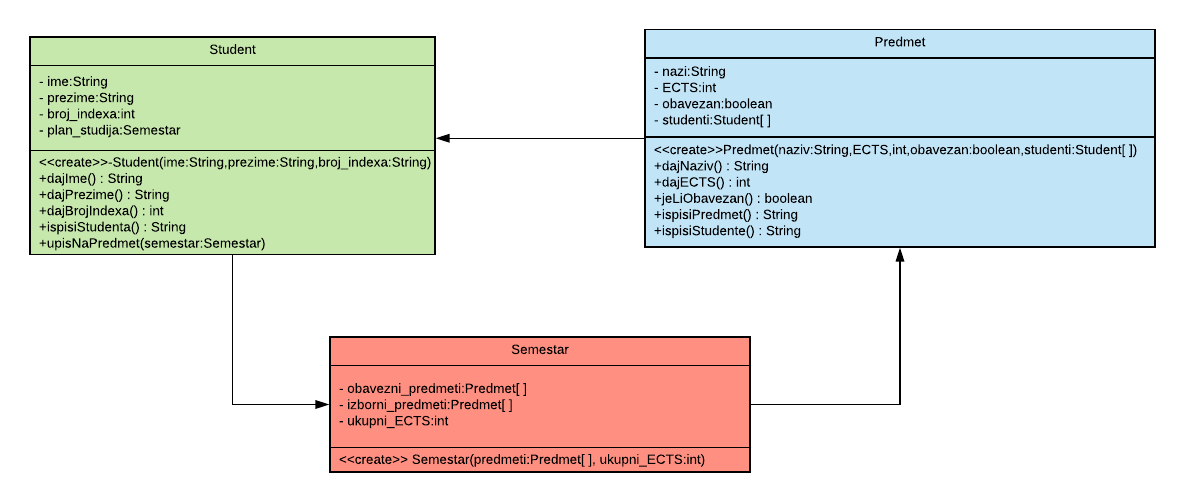 Student
- ime:String
- prezime:String
- broj_indexa:int
- plan_studija:Semestar
<<create>>-Student(ime:String,prezime:String,broj_indexa:String)
+dajIme() : String
+dajPrezime() : String
+dajBrojIndexa() : int
+ispisiStudenta() : String
+upisNaPredmet(semestar:Semestar)
Predmet
- nazi:String
- ECTS:int
- obavezan:boolean
- studenti:Student[ ]
<<create>>Predmet(naziv:String,ECTS,int,obavezan:boolean,studenti:Student[ ])
+dajNaziv() : String
+dajECTS() : int
+jeLiObavezan() : boolean
+ispisiPredmet() : String
+ispisiStudente() : String
Semestar
- obavezni_predmeti:Predmet[ ]
- izborni_predmeti:Predmet[ ]
- ukupni_ECTS:int
<<create>> Semestar(predmeti:Predmet[ ], ukupni_ECTS:int)